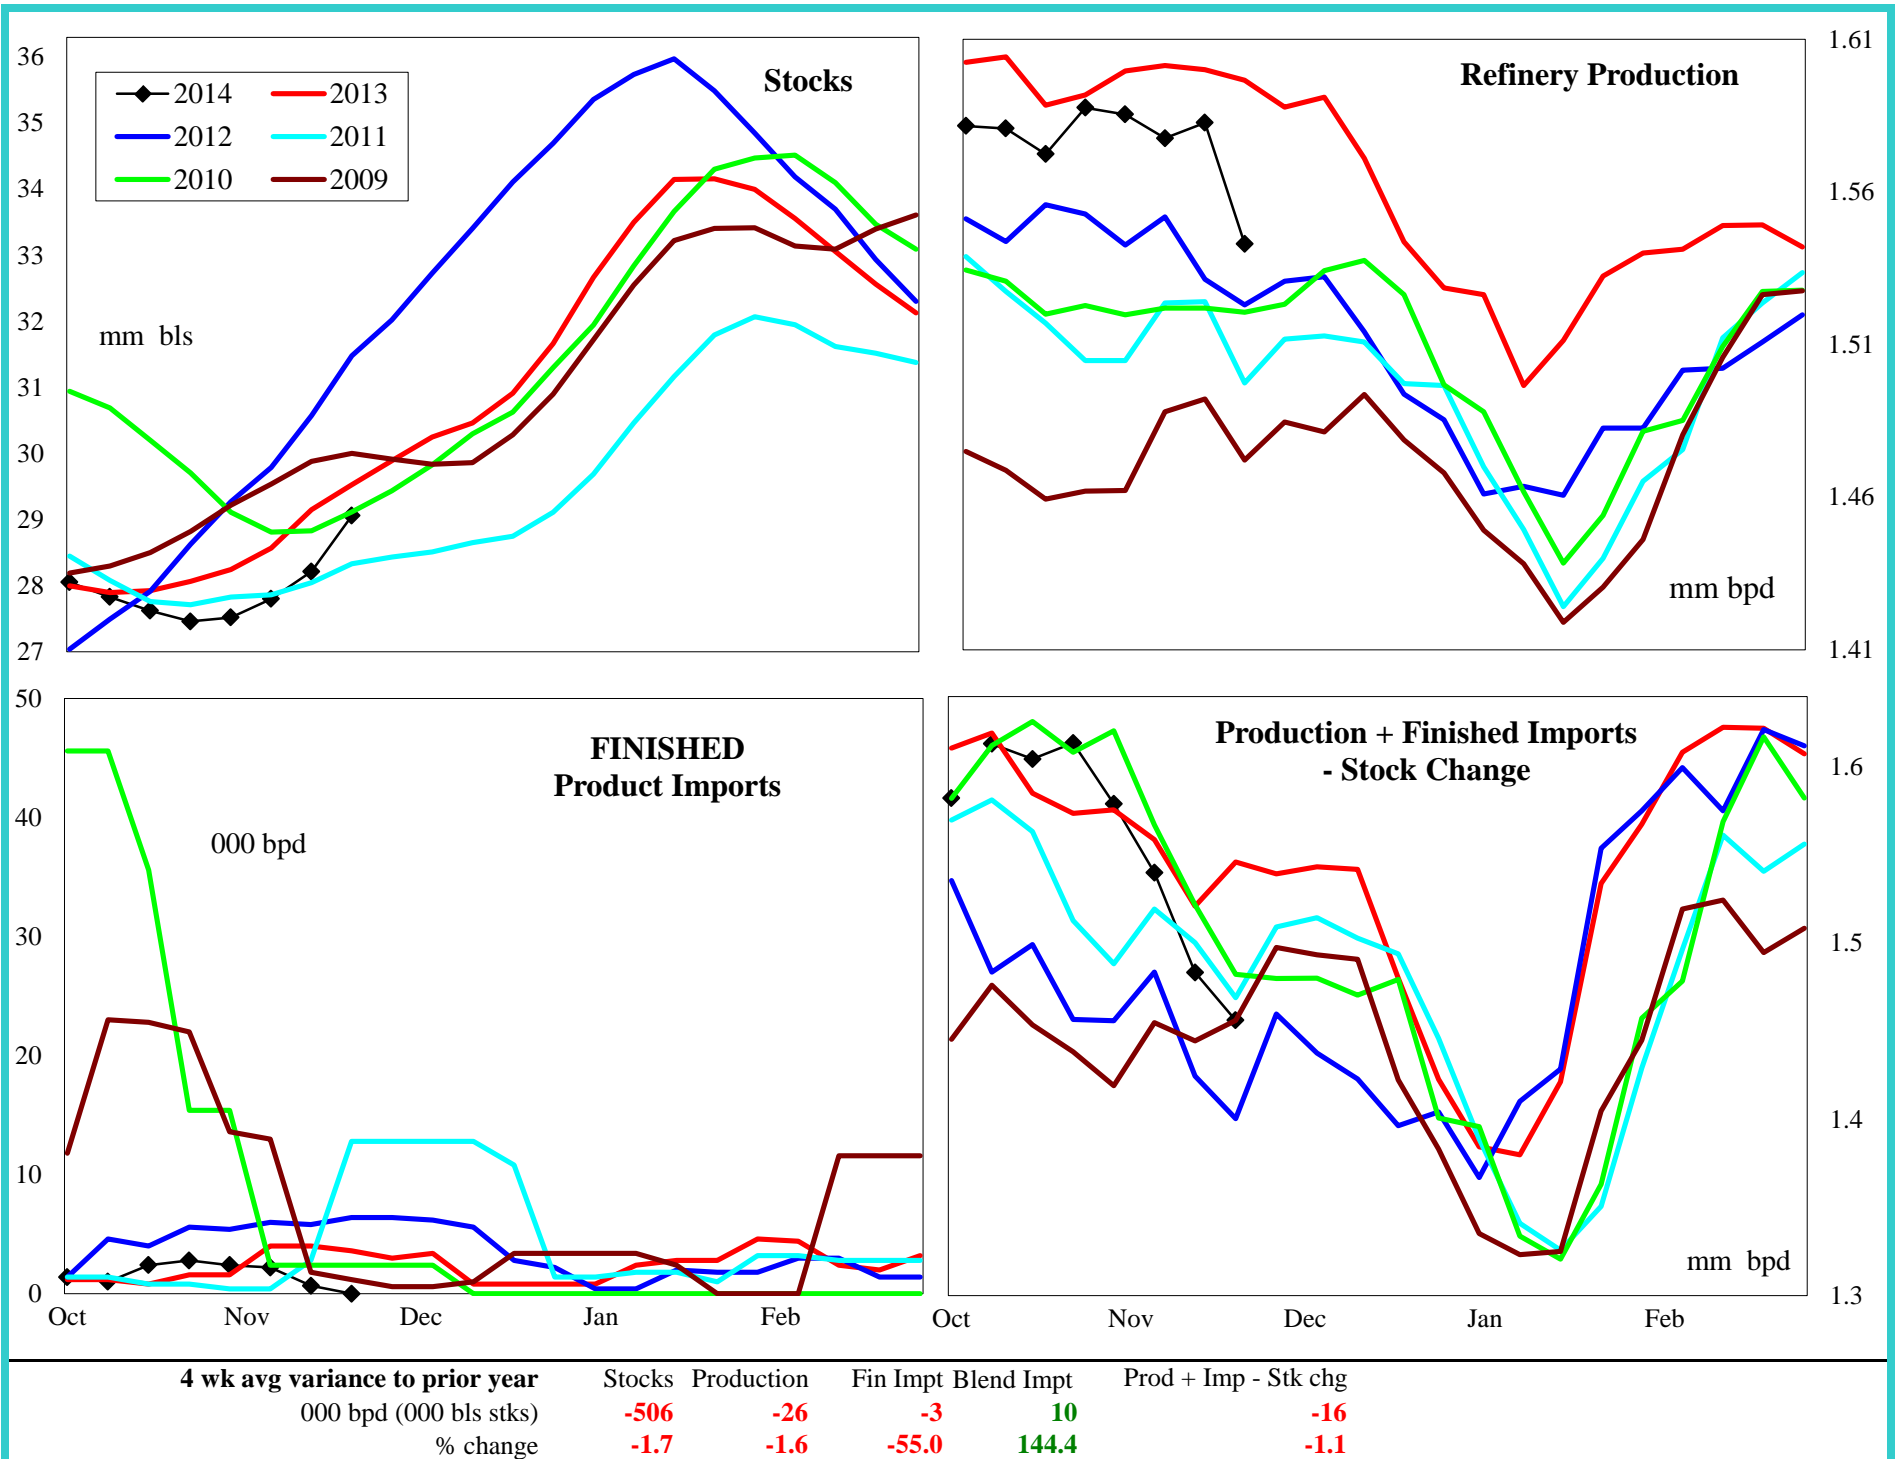 Stocks
2014 2013
2012 2011
2010 2009
mm bls
36
35
34
33
32
31
30
29
28
27
Refinery Production
mm bpd
1.61
1.56
1.51
1.46
1.41
FINISHED
Product Imports
000 bpd
50
40
30
20
10
0
Oct Nov Dec Jan Feb
Production + Finished Imports
- Stock Change
mm bpd
1.6
1.5
1.4
1.3
Oct Nov Dec Jan Feb
4 wk avg variance to prior year Stocks Production Fin Impt Blend Impt Prod + Imp - Stk chg
000 bpd (000 bls stks) -506 -26 -3 10 -16
% change -1.7 -1.6 -55.0 144.4 -1.1